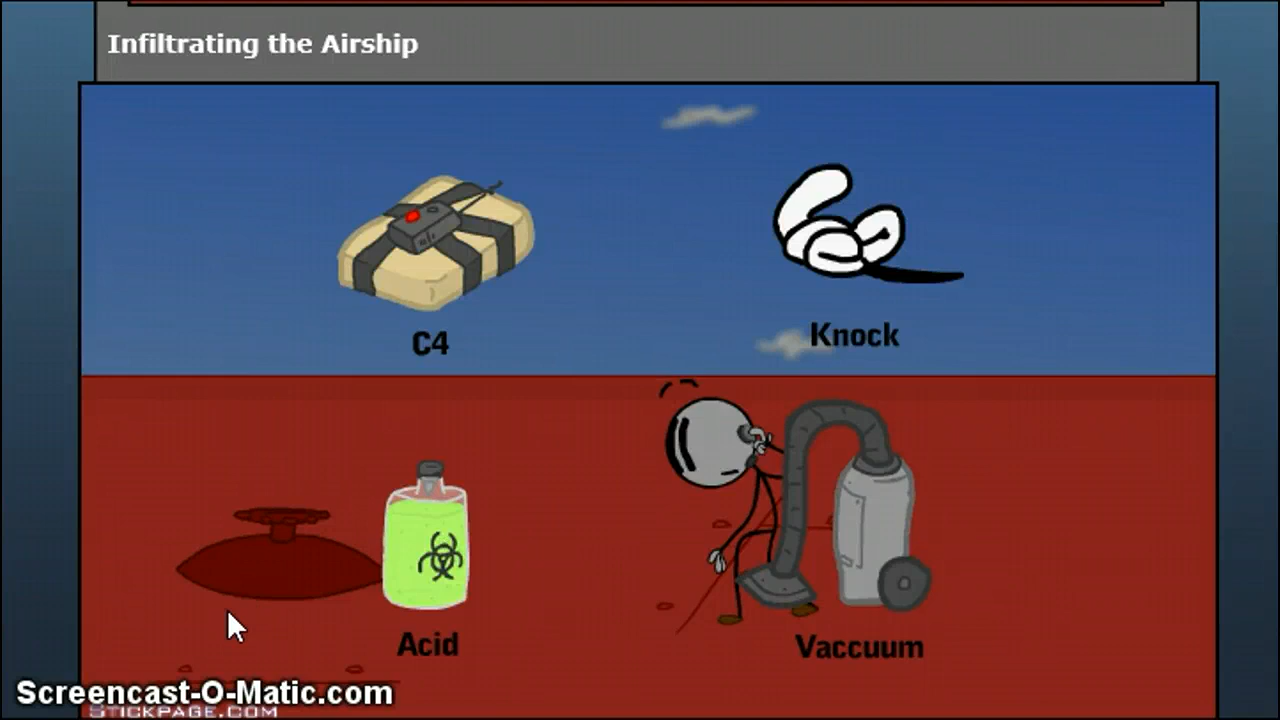 Infiltrating the Airship
C4
Knock
Acid
Vaccuum
Screencast-O-Matic.com
STICKPAGE.COM